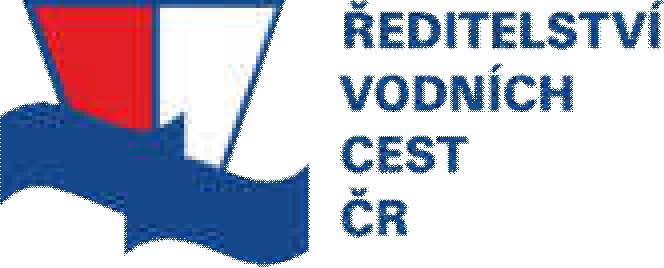 ŘEDITELSTVÍ
VODNÍCH
CEST
ČR